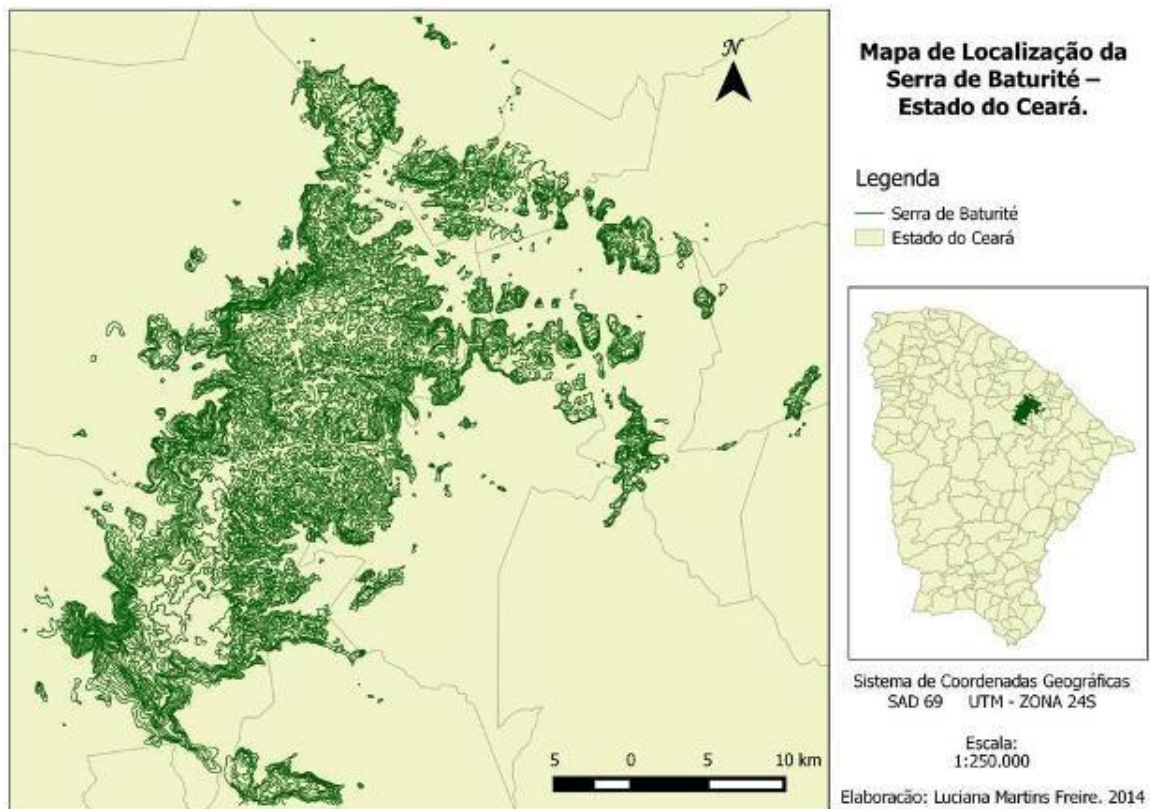 N
Mapa de Localização da
Serra de Baturité –
Estado do Ceará.
Legenda
Serra de Baturité
Estado do Ceará
5 0 5 10 km
Sistema de Coordenadas Geográficas
SAD 69 UTM - ZONA 24S
Escala:
1:250.000
Elaboracão: Luciana Martins Freire, 2014